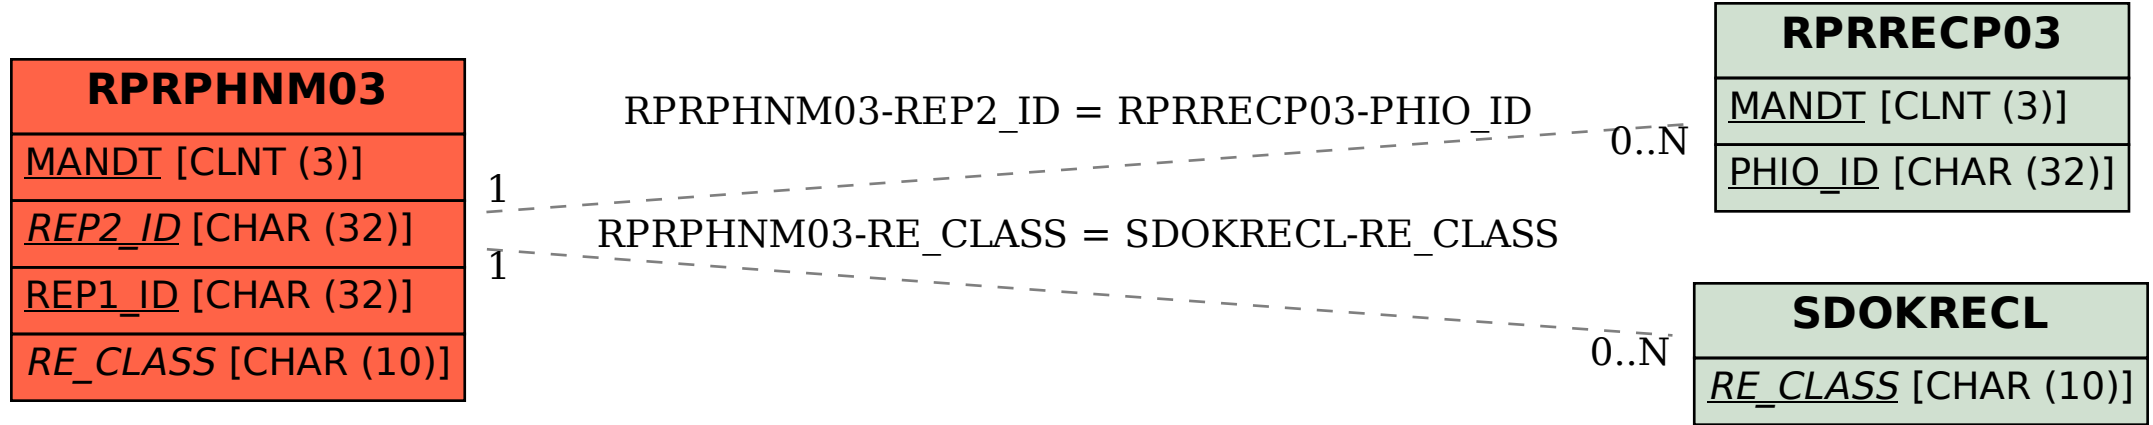 RPRPHNM03
MANDT [CLNT (3)]
REP2_ID [CHAR (32)]
REP1_ID [CHAR (32)]
RE_CLASS [CHAR (10)]
RPRPHNM03-REP2_ID = RPRRECP03-PHIO_ID
1
0..N
RPRPHNM03-RE_CLASS = SDOKRECL-RE_CLASS
1
0..N
RPRRECP03
MANDT [CLNT (3)]
PHIO_ID [CHAR (32)]
SDOKRECL
RE_CLASS [CHAR (10)]